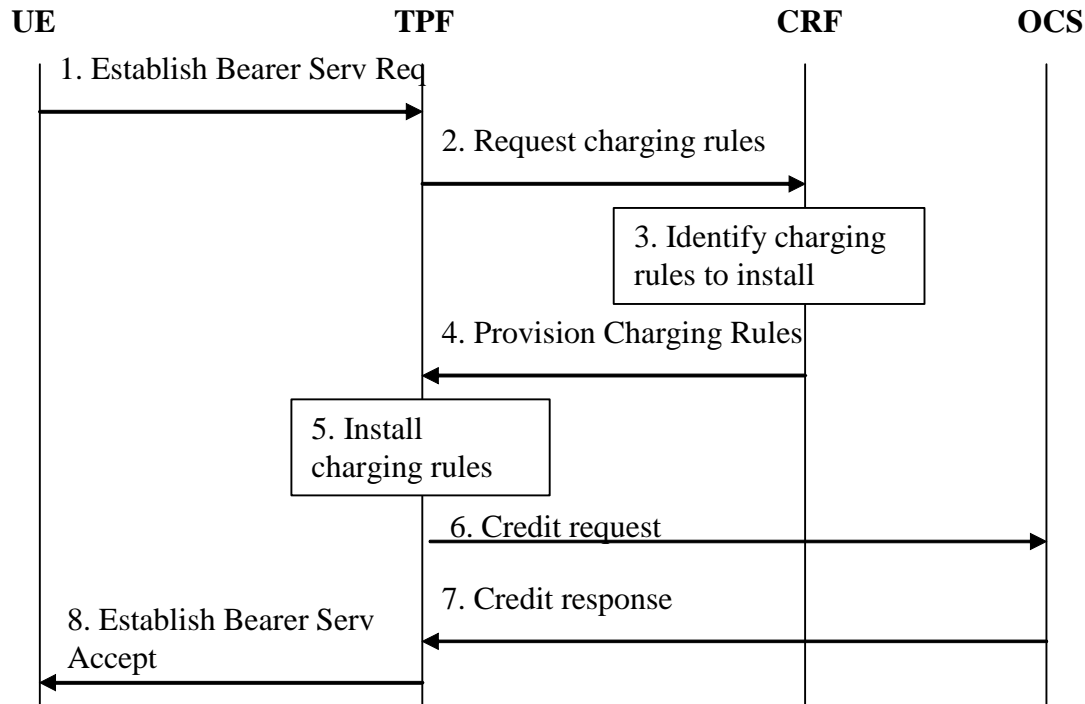 UE TPF CRF OCS
1. Establish Bearer Serv Req
2. Request charging rules
3. Identify charging
rules to install
4. Provision Charging Rules
5. Install
charging rules
6. Credit request
7. Credit response
8. Establish Bearer Serv
Accept